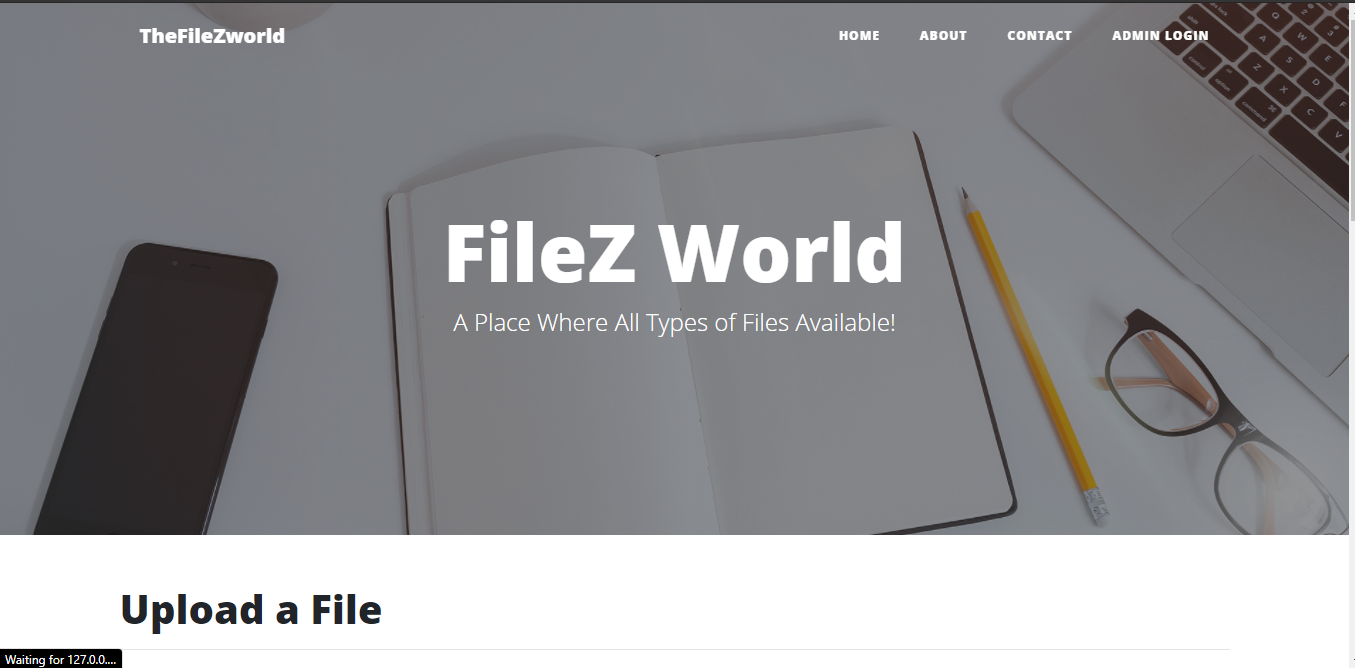 TheFileZworld
HOME ABOUT CONTACT ADMIN LOGIN
FileZ World
A Place Where All Types of Files Available!
Upload a File
Waiting for 127.0.0....